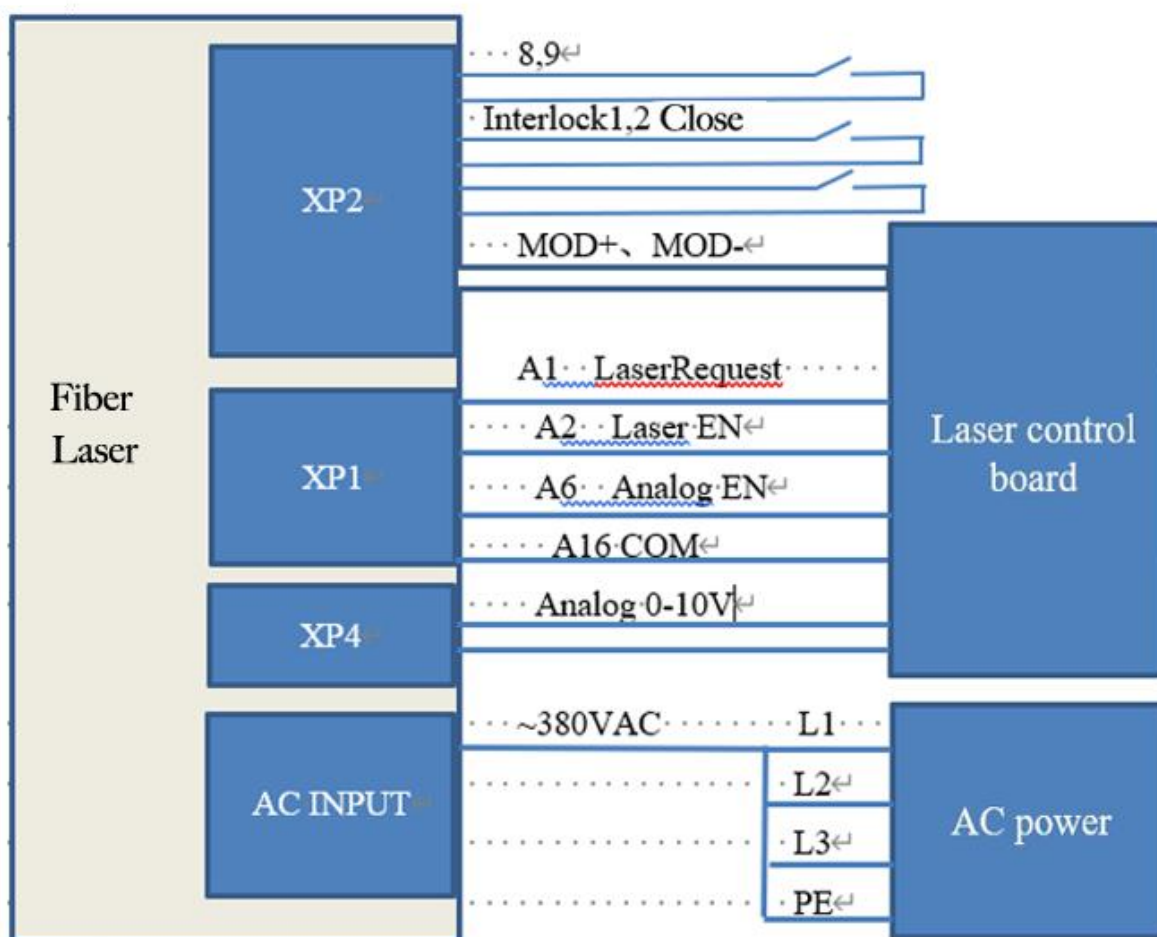 8,9
Interlock1,2 Close
XP2
MOD+、MOD-
A1 LaserRequest
Fiber
Laser
A2 Laser EN
Laser control
board
XP1
A6 Analog EN
A16 COM
Analog 0-10V
XP4
~380VAC L1
L2
AC INPUT
AC power
L3
PE